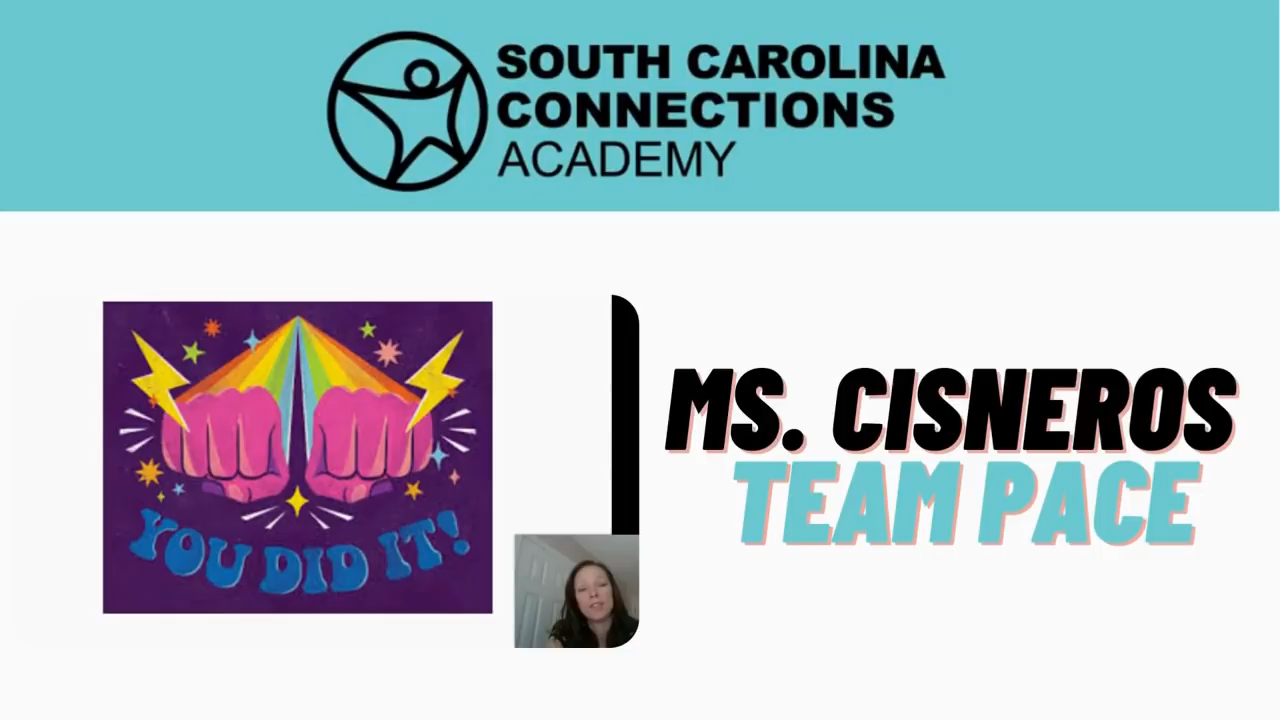 SOUTH CAROLINA
CONNECTIONS
ACADEMY
YOU DID IT!
MS. CISNEROS
TEAM PACE